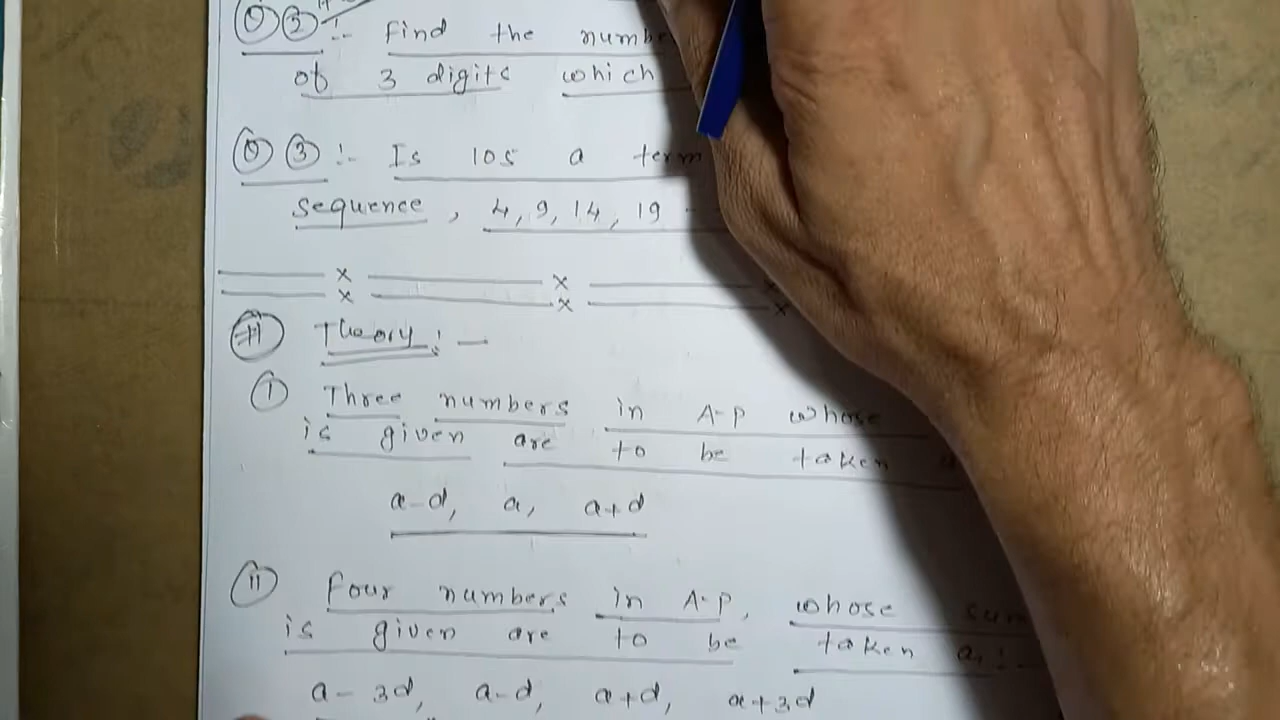 Q 2 :- Find the numbe
of 3 digits which
Q 3 :- Is 105 a term
sequence, 4, 9, 14, 19 -
x x
x x x
# Theory :-
I Three numbers in A-P whose
is given are to be taken
a-d, a, a+d
II Four numbers in A-P, whose sum
is given are to be taken as :-
a-3d, a-d, a+d, a+3d